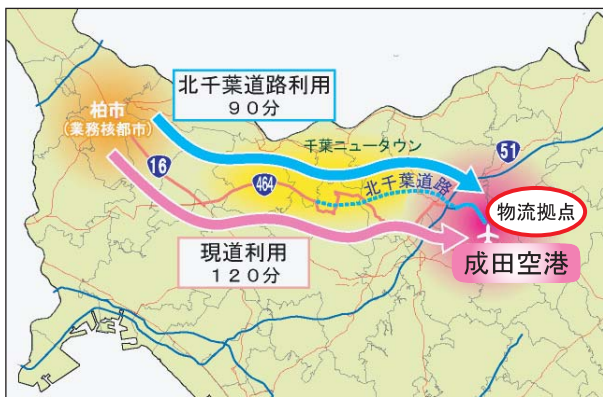 北千葉道路利用
９０分
柏市
(業務核都市)
千葉ニュータウン
51
16
464
北千葉道路
物流拠点
現道利用
１２０分
成田空港